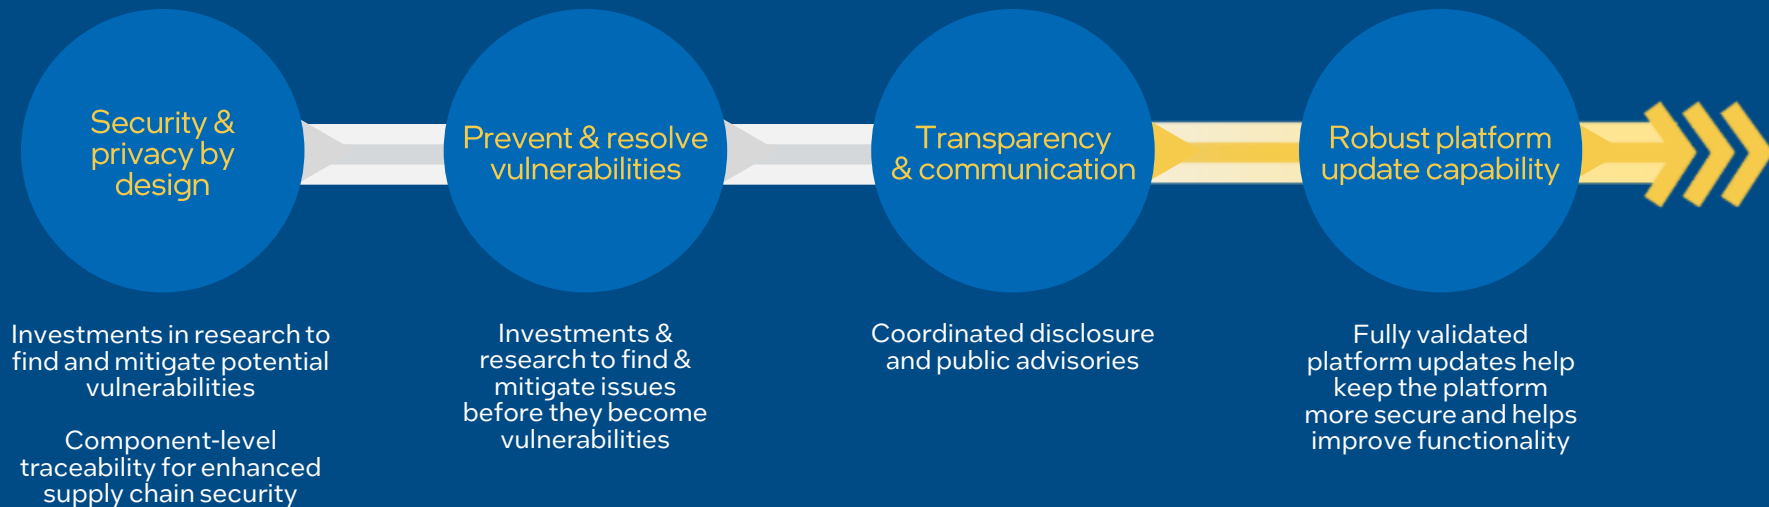 Security &
privacy by
design
Prevent & resolve
vulnerabilities
Transparency
& communication
Robust platform
update capability
Investments in research to
find and mitigate potential
vulnerabilities
Component-level
traceability for enhanced
supply chain security
Investments &
research to find &
mitigate issues
before they become
vulnerabilities
Coordinated disclosure
and public advisories
Fully validated
platform updates help
keep the platform
more secure and helps
improve functionality